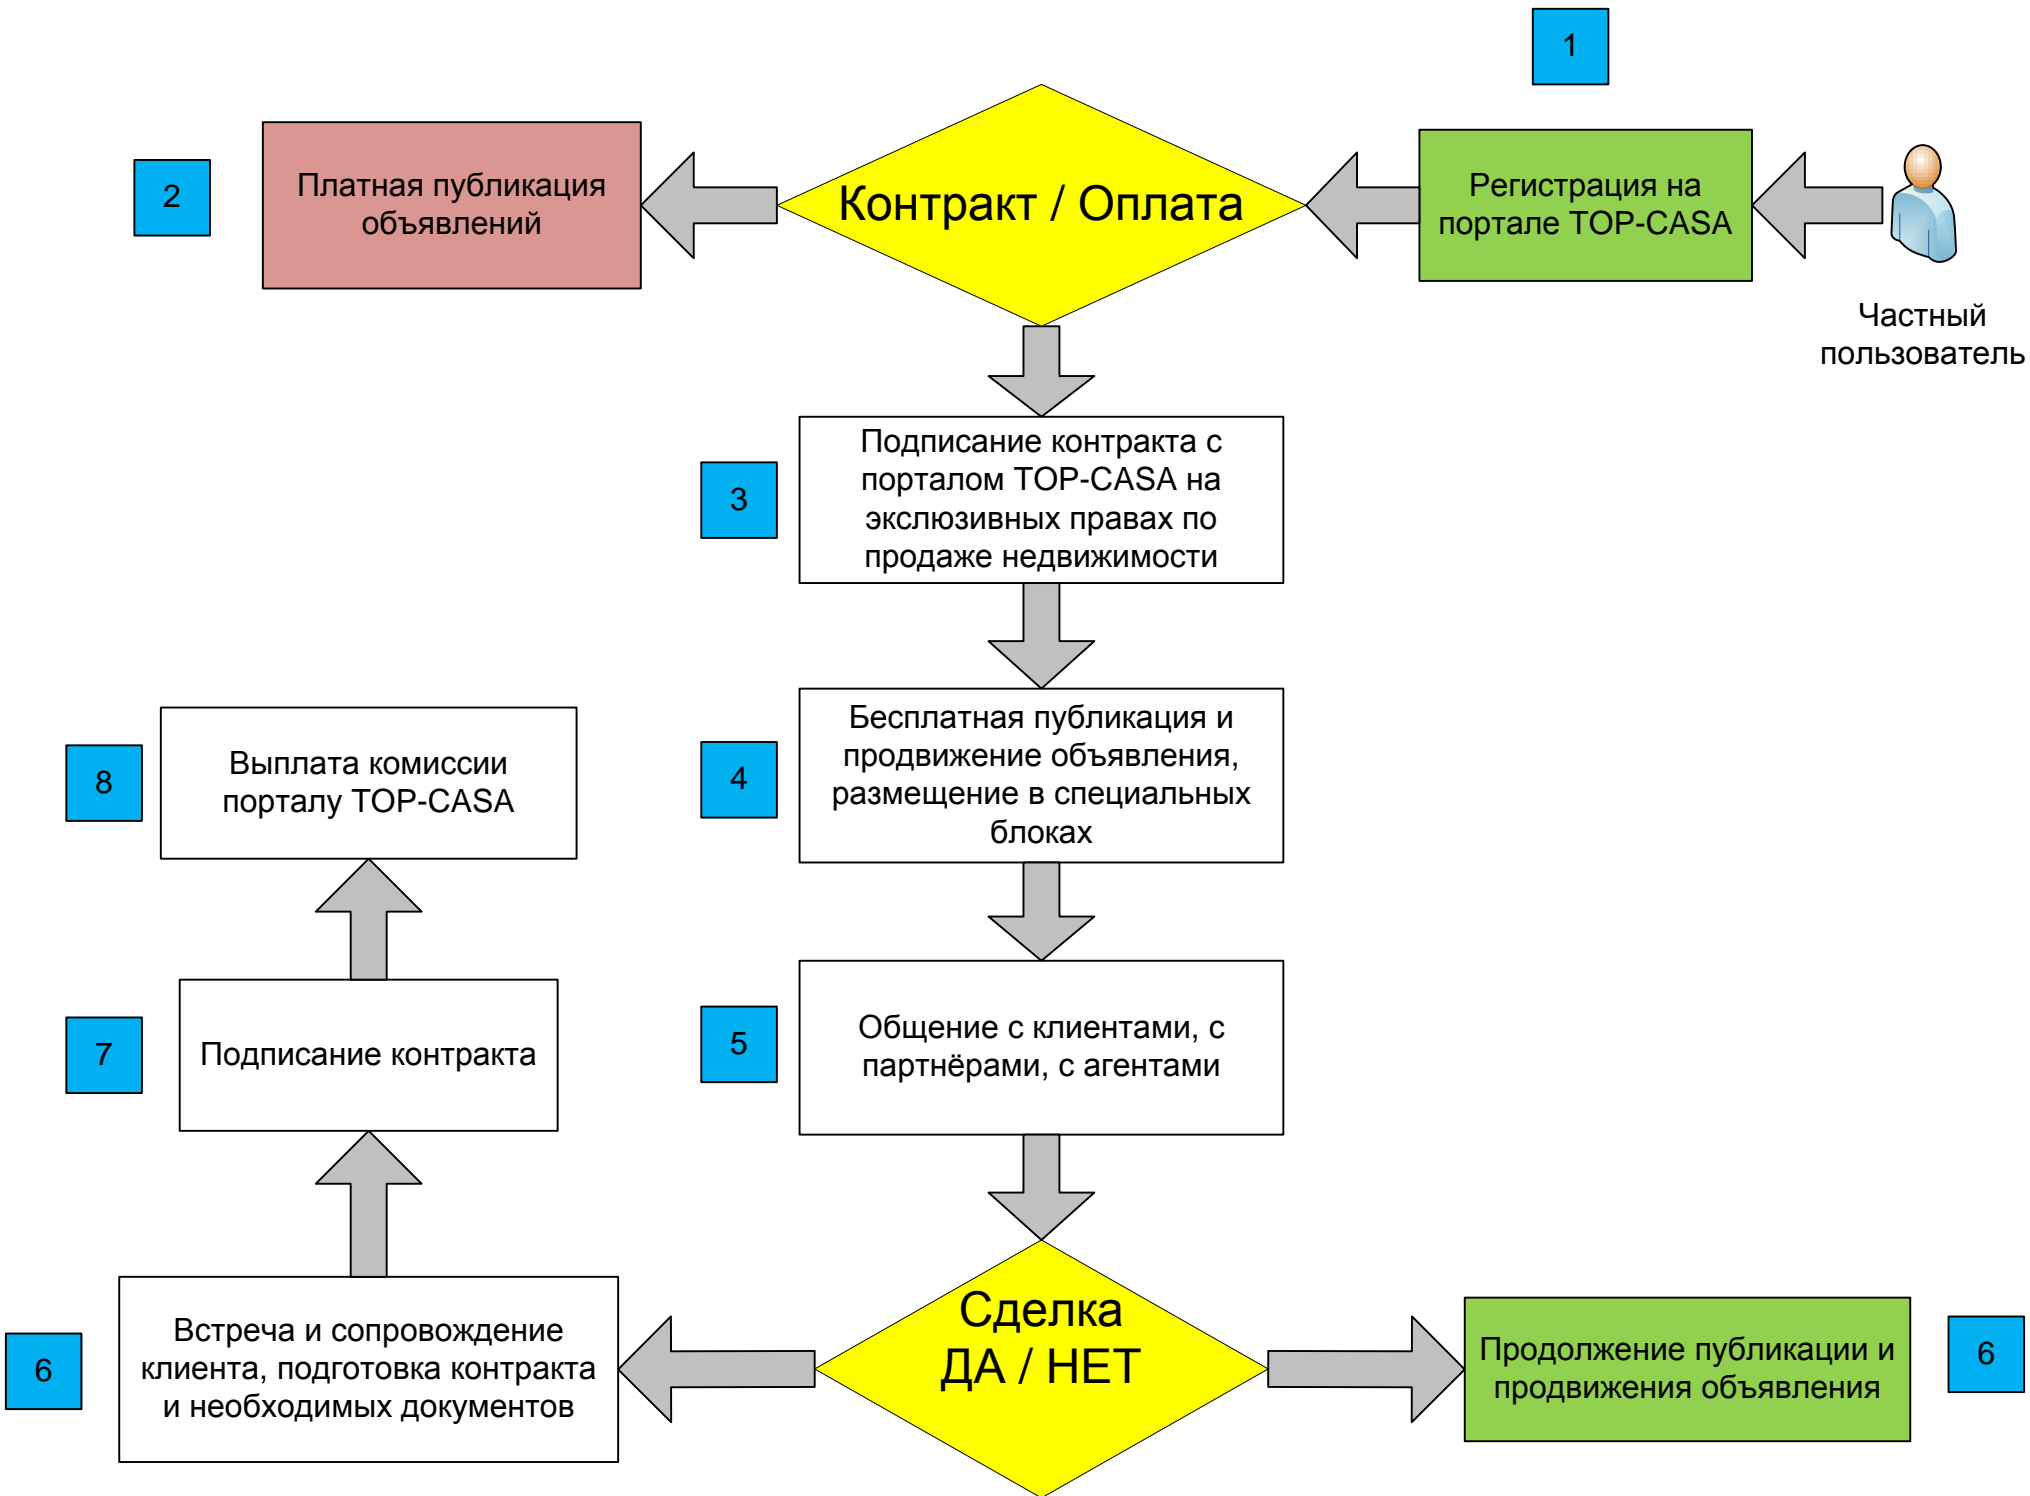 1
2
Платная публикация
объявлений
Контракт / Оплата
Регистрация на
портале TOP-CASA
Частный
пользователь
3
Подписание контракта с
порталом TOP-CASA на
экслюзивных правах по
продаже недвижимости
8
Выплата комиссии
порталу TOP-CASA
4
Бесплатная публикация и
продвижение объявления,
размещение в специальных
блоках
7
Подписание контракта
5
Общение с клиентами, с
партнёрами, с агентами
6
Встреча и сопровождение
клиента, подготовка контракта
и необходимых документов
Сделка
ДА / НЕТ
Продолжение публикации и
продвижения объявления
6